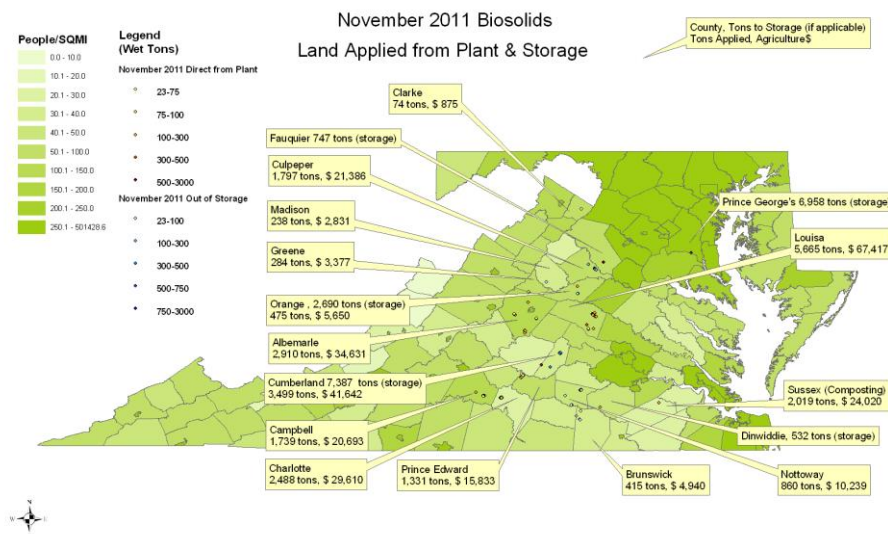 November 2011 Biosolids
Land Applied from Plant & Storage
People/SQMI
0.0 - 10.0
10.1 - 20.0
20.1 - 30.0
30.1 - 40.0
40.1 - 50.0
50.1 - 100.0
100.1 - 150.0
150.1 - 200.0
200.1 - 250.0
250.1 - 501428.6
Legend
(Wet Tons)
November 2011 Direct from Plant
23-75
75-100
100-300
300-500
500-3000
November 2011 Out of Storage
23-100
100-300
300-500
500-750
750-3000
County, Tons to Storage (if applicable)
Tons Applied, Agriculture$
Clarke
74 tons, $ 875
Fauquier 747 tons (storage)
Culpeper
1,797 tons, $ 21,386
Madison
238 tons, $ 2,831
Greene
284 tons, $ 3,377
Orange , 2,690 tons (storage)
475 tons, $ 5,650
Albemarle
2,910 tons, $ 34,631
Cumberland 7,387 tons (storage)
3,499 tons, $ 41,642
Campbell
1,739 tons, $ 20,693
Charlotte
2,488 tons, $ 29,610
Prince Edward
1,331 tons, $ 15,833
Brunswick
415 tons, $ 4,940
Nottoway
860 tons, $ 10,239
Dinwiddie, 532 tons (storage)
Sussex (Composting)
2,019 tons, $ 24,020
Louisa
5,665 tons, $ 67,417
Prince George's 6,958 tons (storage)
N
W
E
S